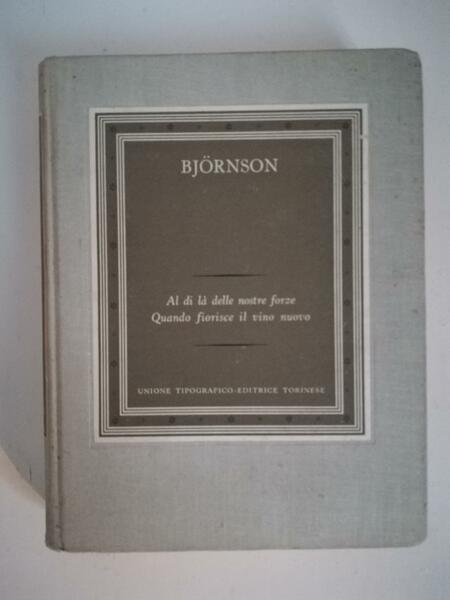 BJÖRNSON
Al di là delle nostre forze
Quando fiorisce il vino nuovo
UNIONE TIPOGRAFICO-EDITRICE TORINESE